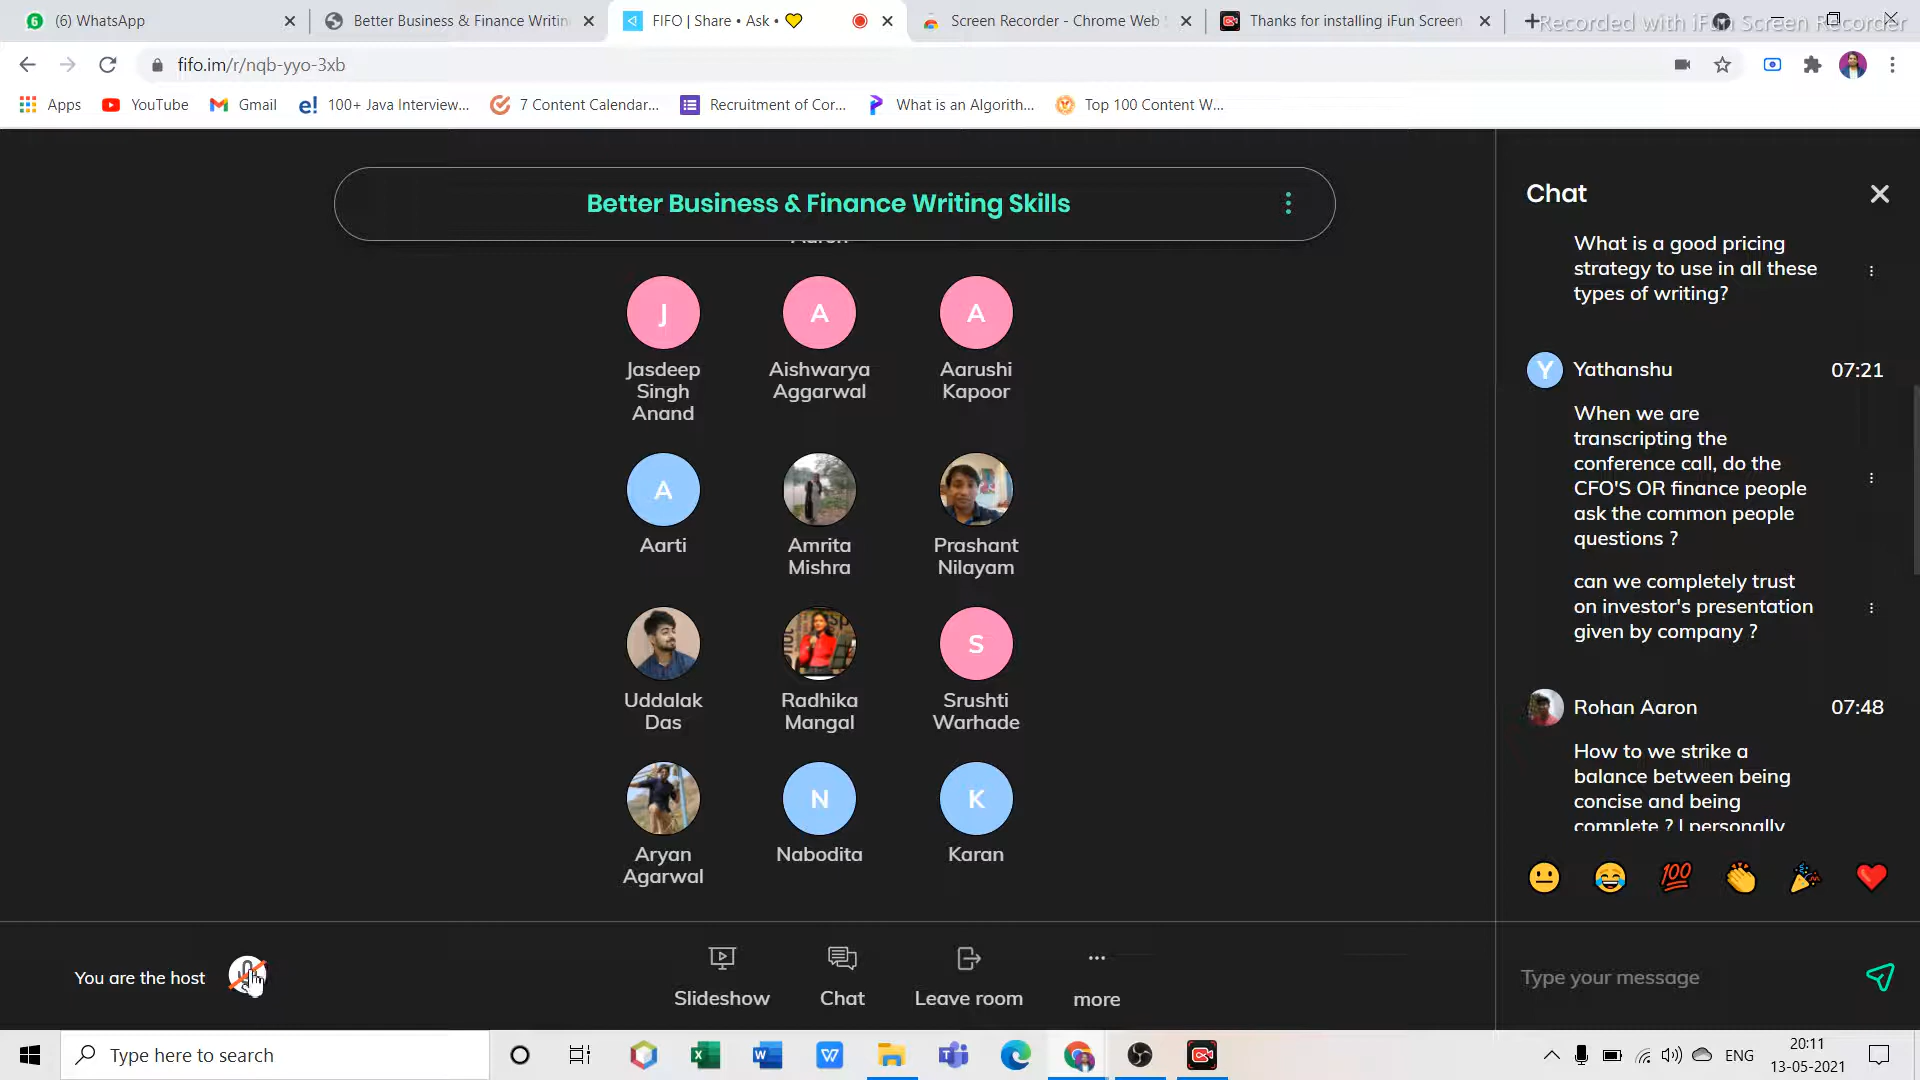 6
(6) WhatsApp
Better Business & Finance Writin
FIFO | Share • Ask •
Screen Recorder - Chrome Web
Thanks for installing iFun Screen
Recorded with iFun Screen Recorder
fifo.im/r/nqb-yyo-3xb
Apps
YouTube
Gmail
e! 100+ Java Interview...
7 Content Calendar...
Recruitment of Cor...
What is an Algorith...
Top 100 Content W...
Better Business & Finance Writing Skills
Aaron
J
A
A
Jasdeep
Singh
Anand
Aishwarya
Aggarwal
Aarushi
Kapoor
A
Aarti
Amrita
Mishra
Prashant
Nilayam
Uddalak
Das
Radhika
Mangal
S
Srushti
Warhade
Aryan
Agarwal
N
Nabodita
K
Karan
You are the host
Slideshow
Chat
Leave room
more
Chat
What is a good pricing
strategy to use in all these
types of writing?
Y
Yathanshu 07:21
When we are
transcripting the
conference call, do the
CFO'S OR finance people
ask the common people
questions ?
can we completely trust
on investor's presentation
given by company ?
Rohan Aaron 07:48
How to we strike a
balance between being
concise and being
complete ? I personally
100
Type your message
Type here to search
ENG
20:11
13-05-2021